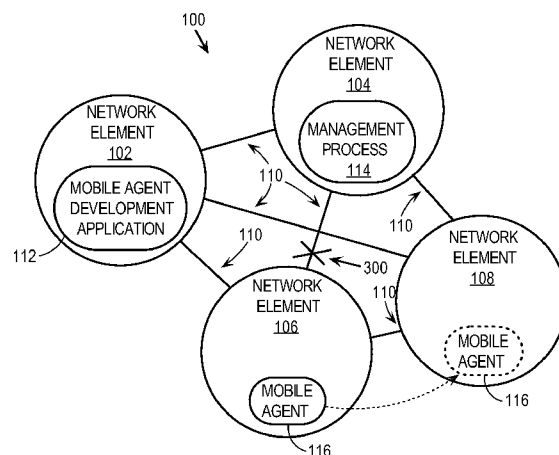 100
NETWORK
ELEMENT
104
MANAGEMENT
PROCESS
114
NETWORK
ELEMENT
102
MOBILE AGENT
DEVELOPMENT
APPLICATION
112
110
110
110
110
300
NETWORK
ELEMENT
106
MOBILE
AGENT
116
NETWORK
ELEMENT
108
MOBILE
AGENT
116